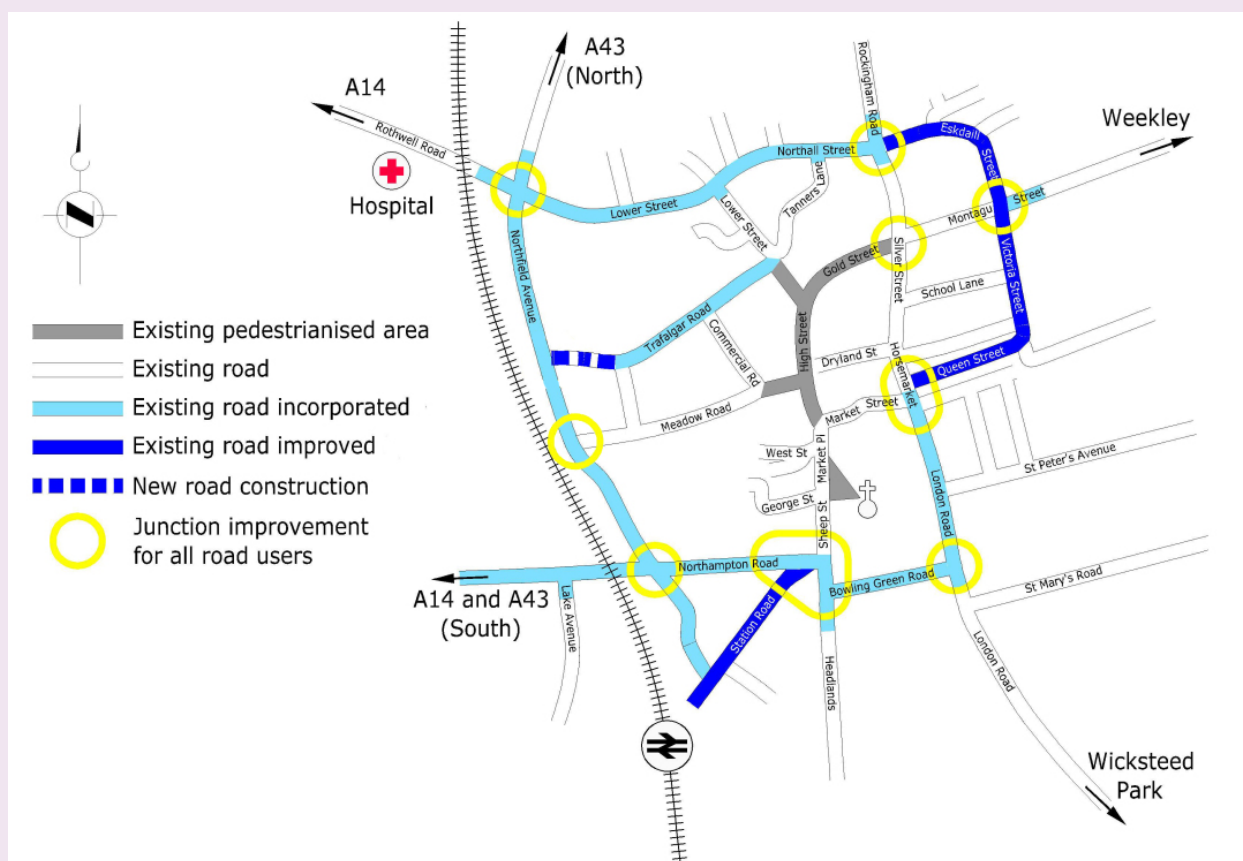 A43
(North)
A14
Rothwell Road
Hospital
Rockingham Road
Weekley
Eskdaill
Street
Northall Street
Tanners Lane
Lower Street
Lower Street
Montagu
Street
Gold Street
Silver Street
Victoria Street
School Lane
Northfield Avenue
Trafalgar Road
Commercial Rd
High Street
Dryland St
Horsemarket
Queen Street
Market Street
Meadow Road
West St
Market Pl
George St
Sheep St
St Peter's Avenue
London Road
Northampton Road
Bowling Green Road
St Mary's Road
Station Road
Headlands
London Road
Lake Avenue
A14 and A43
(South)
Wicksteed
Park
Existing pedestrianised area
Existing road
Existing road incorporated
Existing road improved
New road construction
Junction improvement
for all road users